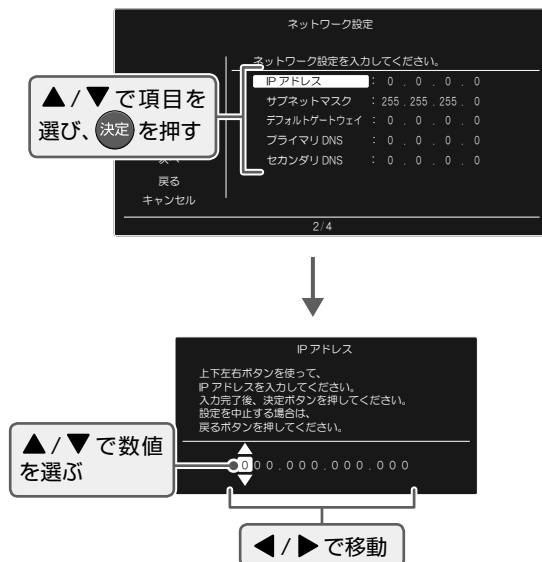 ネットワーク設定
ネットワーク設定を入力してください。
IPアドレス : 0 . 0 . 0 . 0
サブネットマスク : 255 . 255 . 255 . 0
デフォルトゲートウェイ : 0 . 0 . 0 . 0
プライマリDNS : 0 . 0 . 0 . 0
セカンダリDNS : 0 . 0 . 0 . 0
▲/▼で項目を
選び、決定を押す
戻る
キャンセル
2/4
IPアドレス
上下左右ボタンを使って、
IPアドレスを入力してください。
入力完了後、決定ボタンを押してください。
設定を中止する場合は、
戻るボタンを押してください。
▲/▼で数値
を選ぶ
000.000.000.000
◀/▶で移動